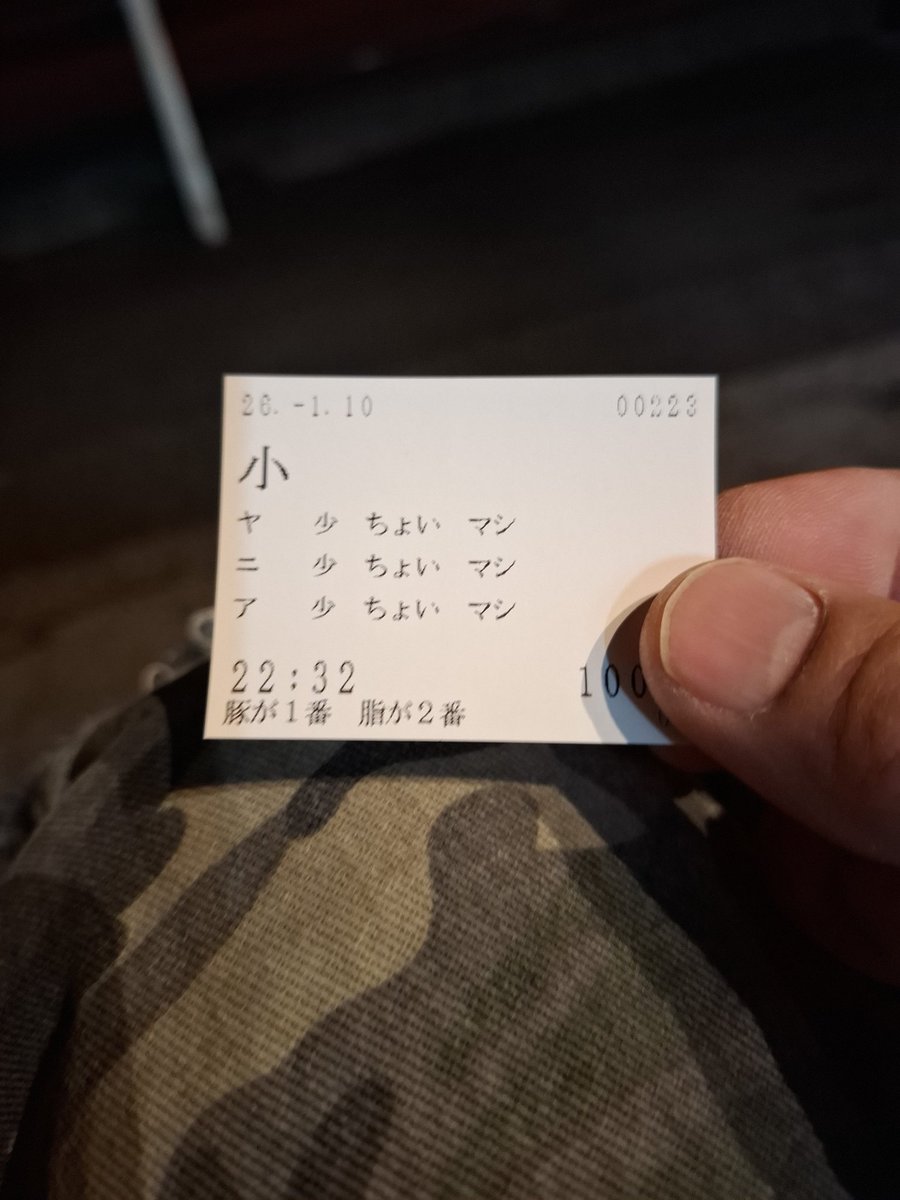 26.-1.10 00223
小
ヤ 少 ちょい マシ
ニ 少 ちょい マシ
ア 少 ちょい マシ
22:32 100
豚が1番 脂が2番